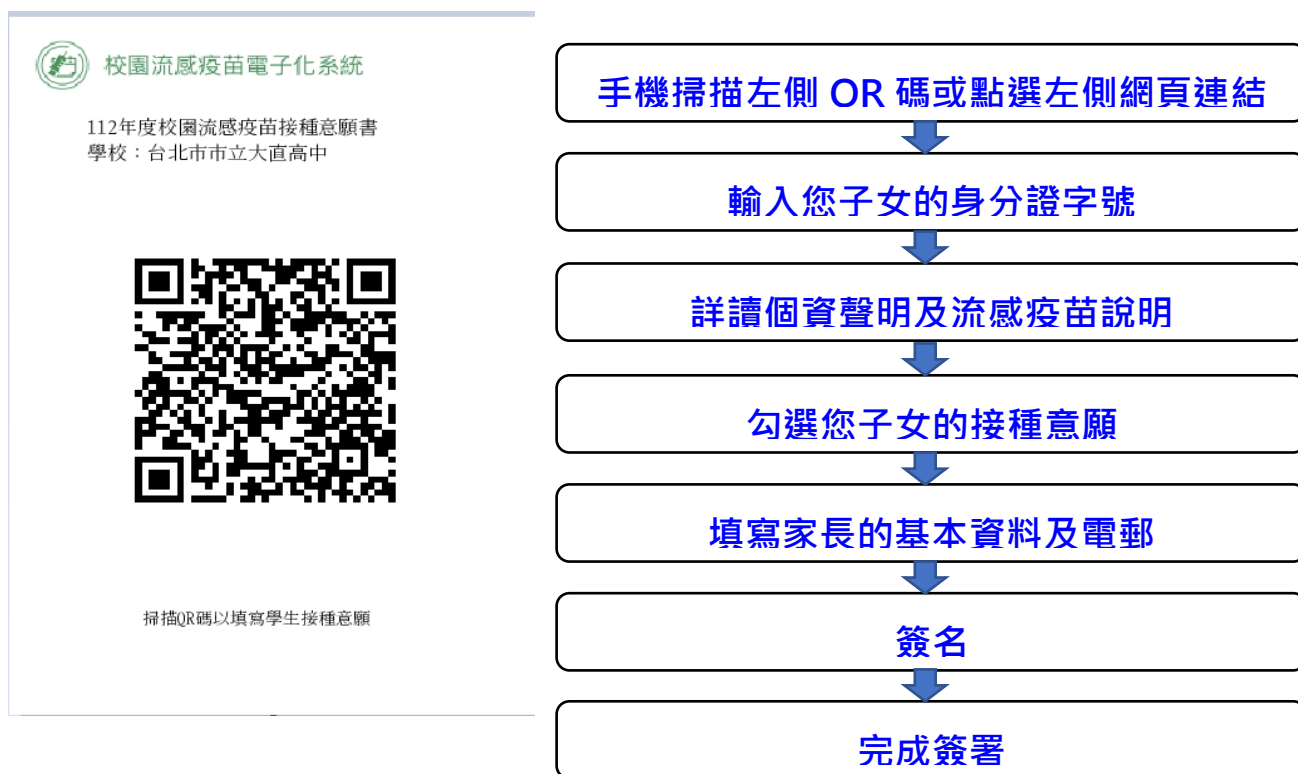 校園流感疫苗電子化系統
112年度校園流感疫苗接種意願書
學校：台北市市立大直高中
掃描QR碼以填寫學生接種意願
手機掃描左側 OR 碼或點選左側網頁連結
輸入您子女的身分證字號
詳讀個資聲明及流感疫苗說明
勾選您子女的接種意願
填寫家長的基本資料及電郵
簽名
完成簽署